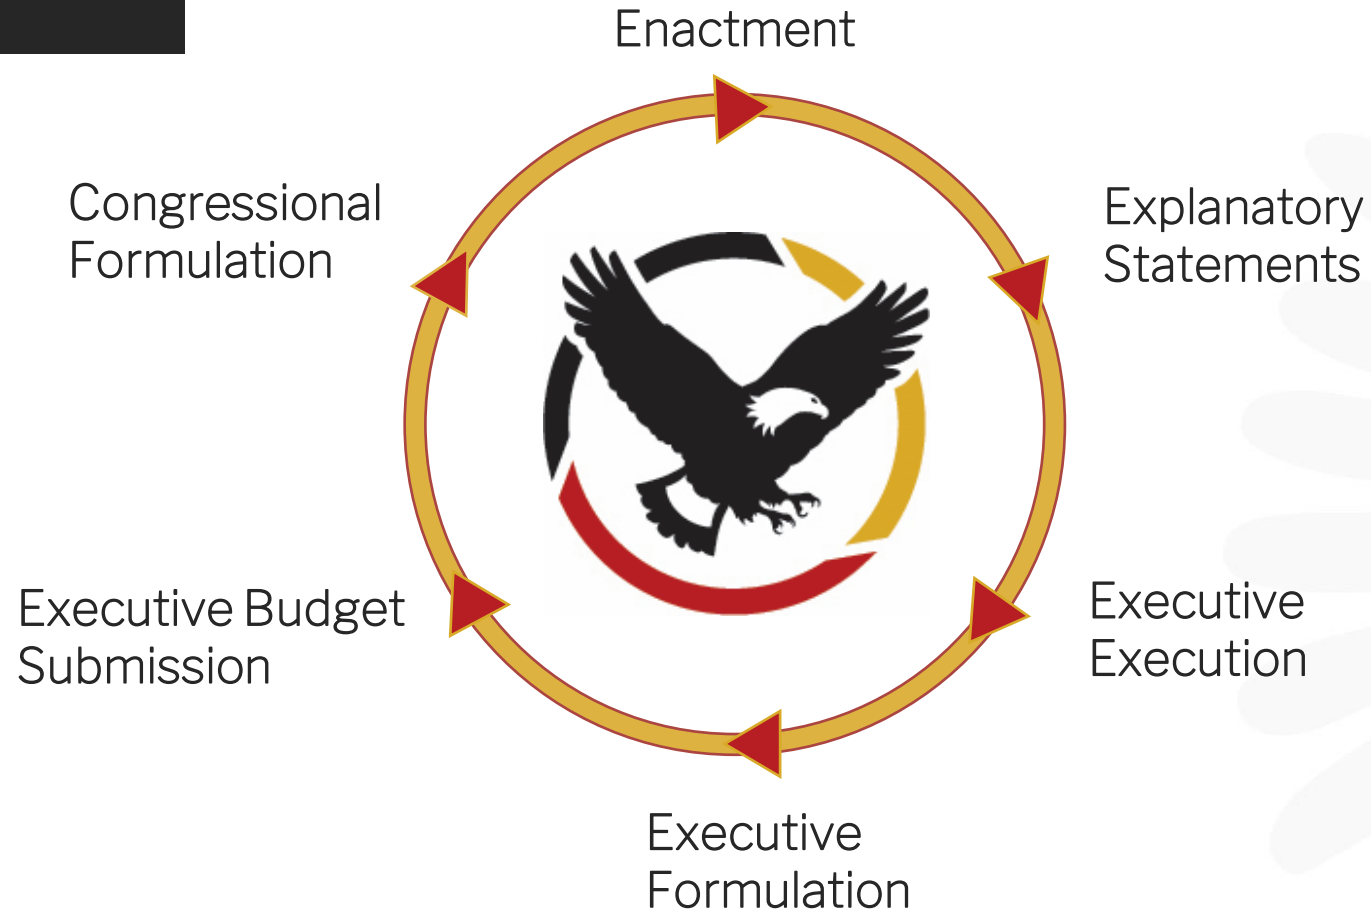 Enactment
Explanatory
Statements
Executive
Execution
Executive
Formulation
Executive Budget
Submission
Congressional
Formulation